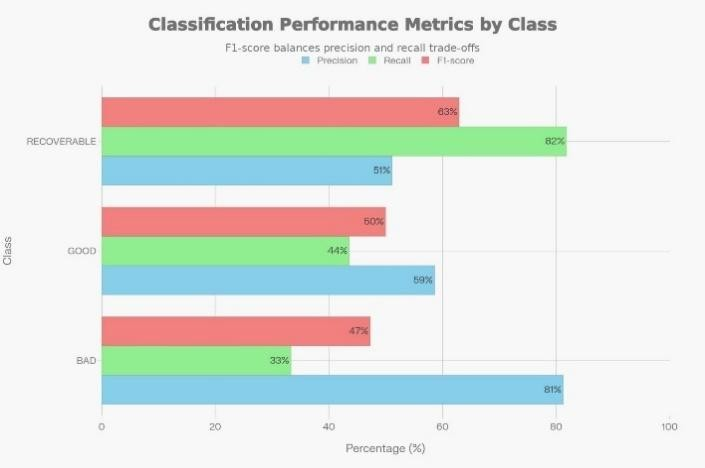 Classification Performance Metrics by Class
F1-score balances precision and recall trade-offs
Precision Recall F1-score
RECOVERABLE
63%
82%
51%
GOOD
50%
44%
59%
BAD
47%
33%
81%
Class
0 20 40 60 80 100
Percentage (%)